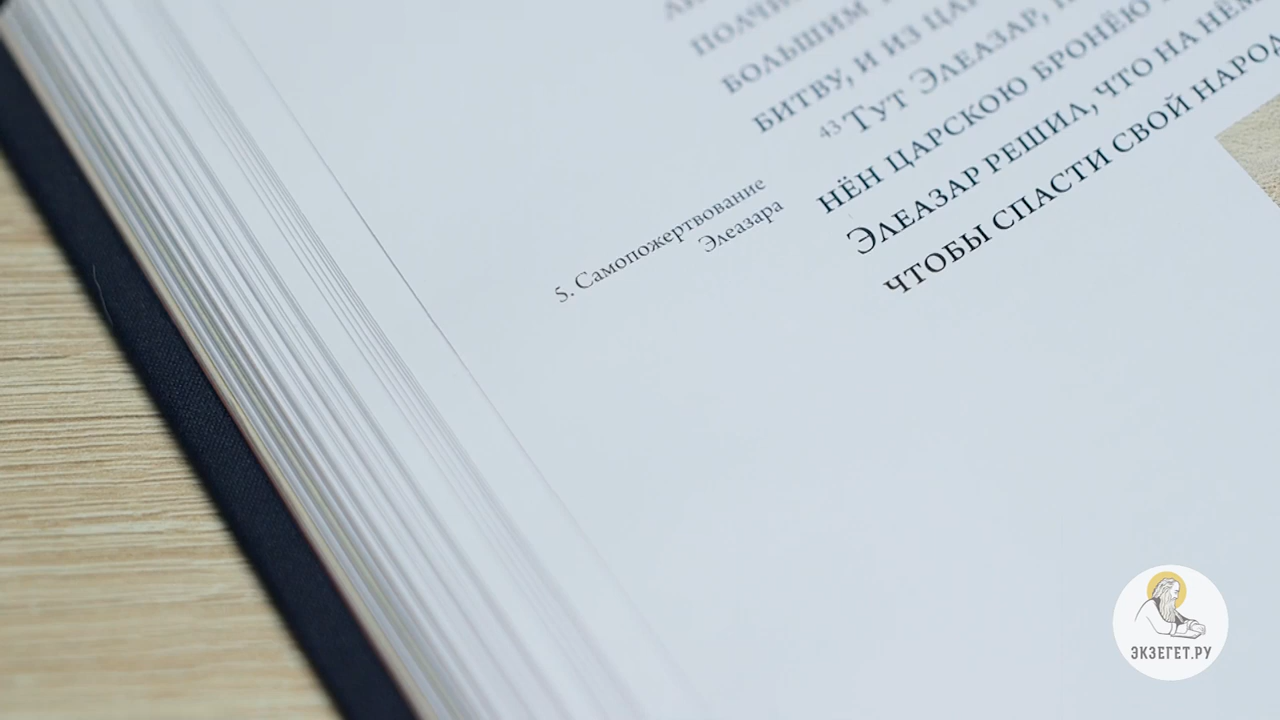 ПОЛЧИ
БОЛЬШИМ
БИТВУ, И ИЗ ЦАР
43 ТУТ ЭЛЕАЗАР,
НЁН ЦАРСКОЮ БРОНЁЮ
ЭЛЕАЗАР РЕШИЛ, ЧТО НА НЁМ
ЧТОБЫ СПАСТИ СВОЙ НАРОД
5. Самопожертвование
Элеазара
ЭКЗЕГЕТ.РУ